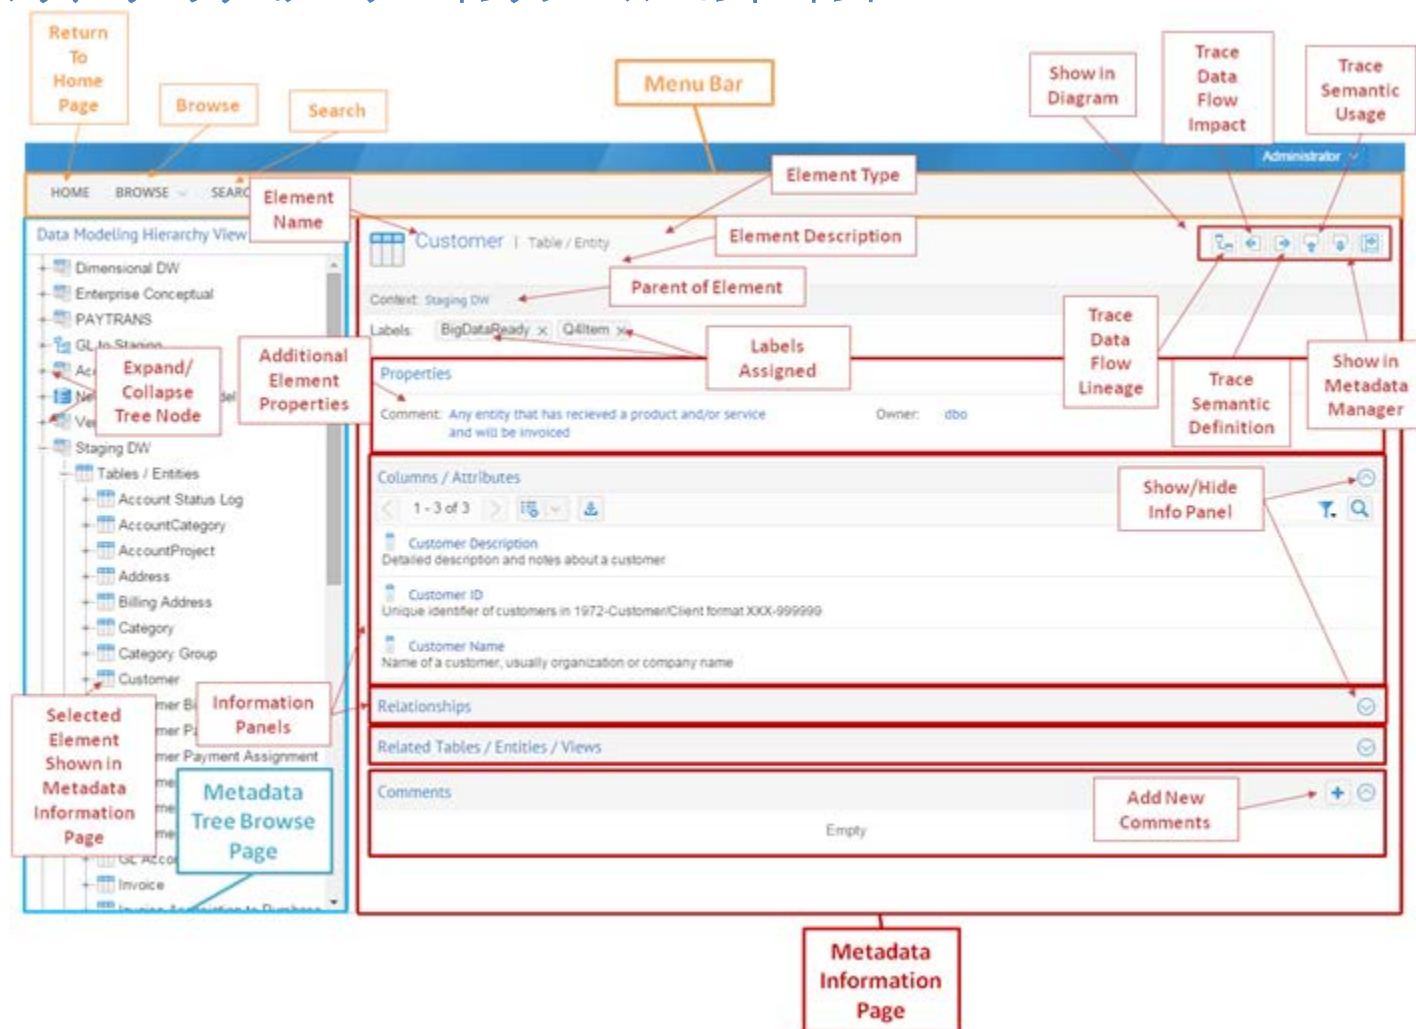 Return
To
Home
Page
Browse
Search
Menu Bar
Show in
Diagram
Trace
Data
Flow
Impact
Trace
Semantic
Usage
Administrator
HOME BROWSE
Element
Name
Element Type
Data Modeling Hierarchy View
Customer | Table / Entity
Element Description
Parent of Element
Context: Staging DW
Labels: BigDataReady x Q4Item x
Labels
Assigned
Trace
Data
Flow
Lineage
Trace
Semantic
Definition
Show in
Metadata
Manager
Dimensional DW
Enterprise Conceptual
PAYTRANS
GL to Staging
Expand/
Collapse
Tree Node
Additional
Element
Properties
Staging DW
Tables / Entities
Account Status Log
AccountCategory
AccountProject
Address
Billing Address
Category
Category Group
Customer
mer Payment Assignment
Invoice
Selected
Element
Shown in
Metadata
Information
Page
Information
Panels
Metadata
Tree Browse
Page
Properties
Comment: Any entity that has recieved a product and/or service
and will be invoiced
Owner: dbo
Columns / Attributes
1 - 3 of 3
Show/Hide
Info Panel
Customer Description
Detailed description and notes about a customer
Customer ID
Unique identifier of customers in 1972-Customer/Client format XXX-999999
Customer Name
Name of a customer, usually organization or company name
Relationships
Related Tables / Entities / Views
Comments
Add New
Comments
Empty
Metadata
Information
Page